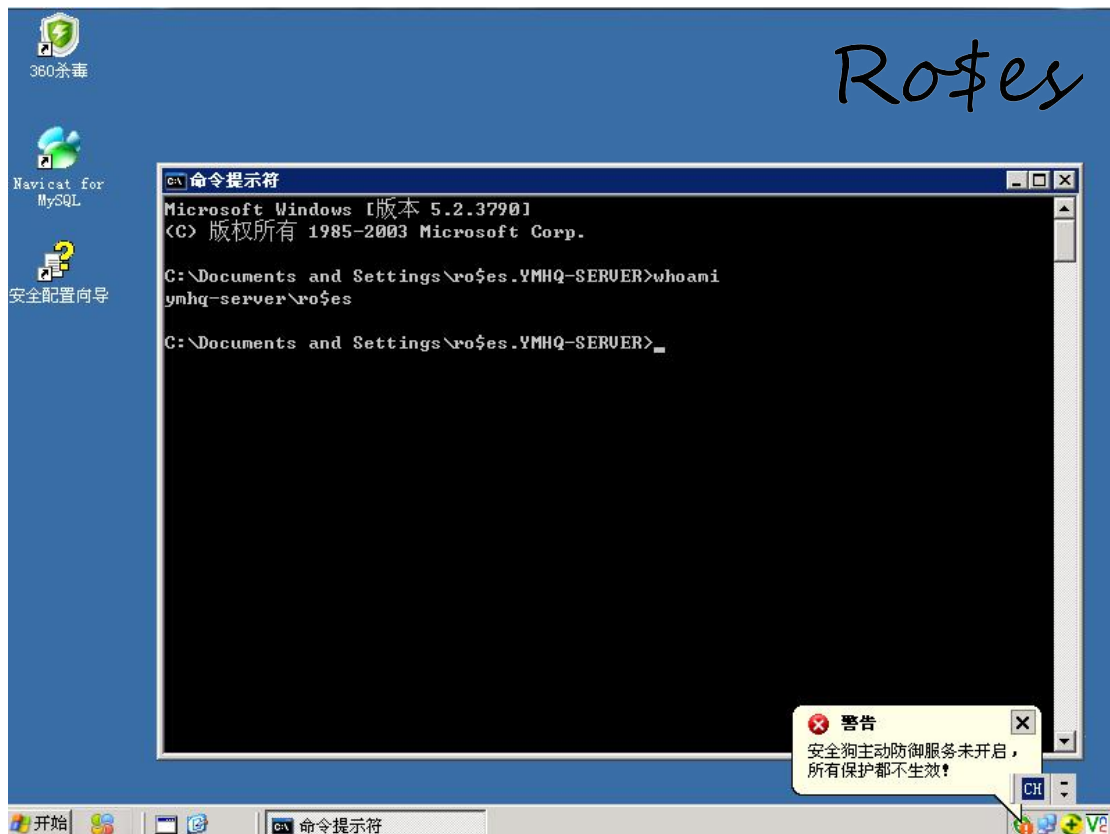 360杀毒
Ro$es
Navicat for
MySQL
安全配置向导
命令提示符
Microsoft Windows [版本 5.2.3790]
(C) 版权所有 1985-2003 Microsoft Corp.
C:\Documents and Settings\ro$es.YMHQ-SERVER>whoami
ymhq-server\ro$es
C:\Documents and Settings\ro$es.YMHQ-SERVER>_
警告
安全狗主动防御服务未开启，
所有保护都不生效！
CH
开始
命令提示符